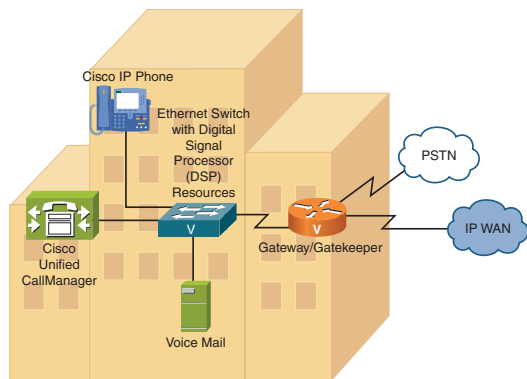 Cisco IP Phone
Ethernet Switch
with Digital
Signal
Processor
(DSP)
Resources
PSTN
V
V
IP WAN
Cisco
Unified
CallManager
Gateway/Gatekeeper
Voice Mail